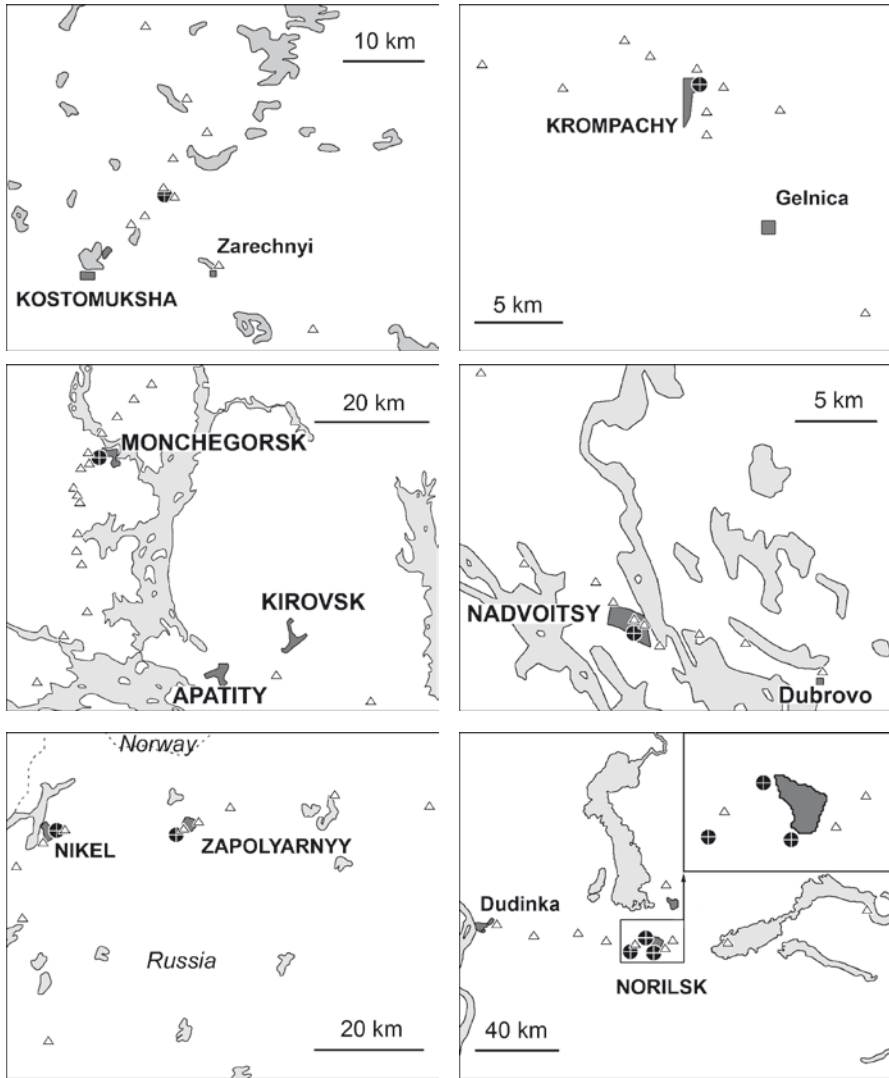 10 km
Zarechnyi
KOSTOMUKSHA
KROMPACHY
Gelnica
5 km
20 km
MONCHEGORSK
KIROVSK
APATITY
5 km
NADVOITSY
Dubrovo
Norway
NIKEL
ZAPOLYARNYY
Russia
20 km
Dudinka
NORILSK
40 km